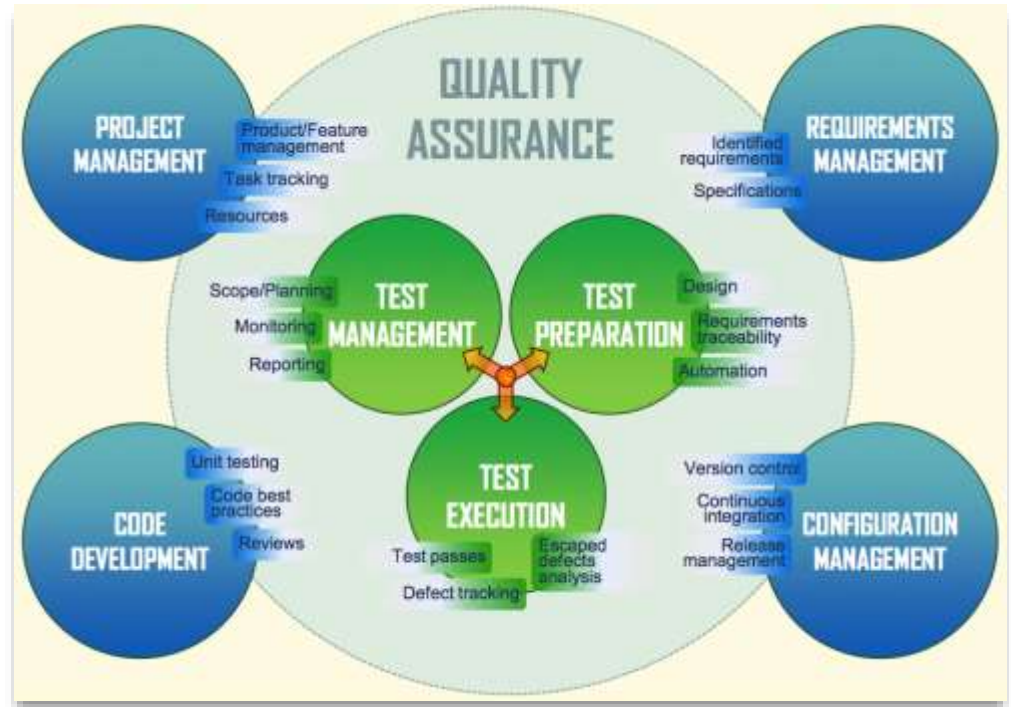 QUALITY
ASSURANCE
PROJECT
MANAGEMENT
Product/Feature
management
Task tracking
Resources
REQUIREMENTS
MANAGEMENT
Identified
requirements
Specifications
TEST
MANAGEMENT
Scope/Planning
Monitoring
Reporting
TEST
PREPARATION
Design
Requirements
traceability
Automation
TEST
EXECUTION
Test passes
Defect tracking
Escaped
defects
analysis
CODE
DEVELOPMENT
Unit testing
Code best
practices
Reviews
CONFIGURATION
MANAGEMENT
Version control
Continuous
integration
Release
management